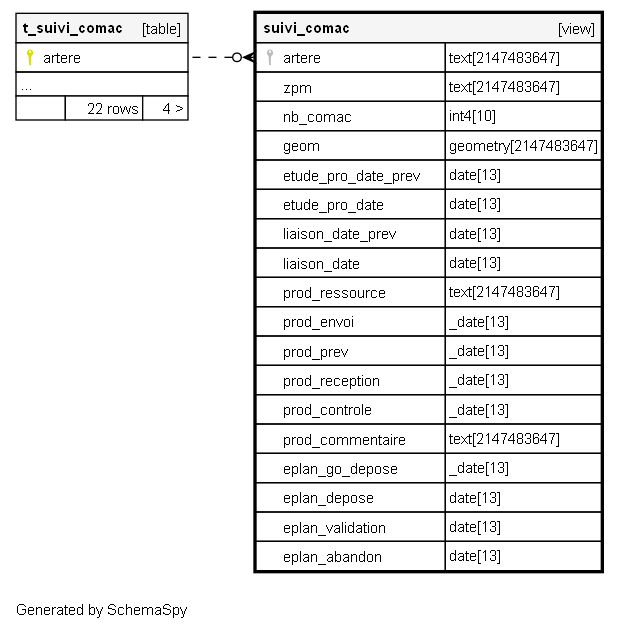 t_suivi_comac [table]
artere
...
22 rows 4 >
suivi_comac [view]
artere text[2147483647]
zpm text[2147483647]
nb_comac int4[10]
geom geometry[2147483647]
etude_pro_date_prev date[13]
etude_pro_date date[13]
liaison_date_prev date[13]
liaison_date date[13]
prod_ressource text[2147483647]
prod_envoi _date[13]
prod_prev _date[13]
prod_reception _date[13]
prod_controle _date[13]
prod_commentaire text[2147483647]
eplan_go_depose _date[13]
eplan_depose date[13]
eplan_validation date[13]
eplan_abandon date[13]
Generated by SchemaSpy